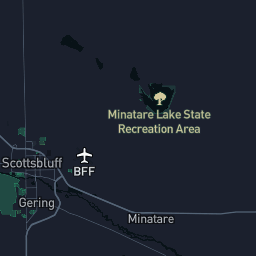 Minatare Lake State
Recreation Area
Scottsbluff
BFF
Gering
Minatare